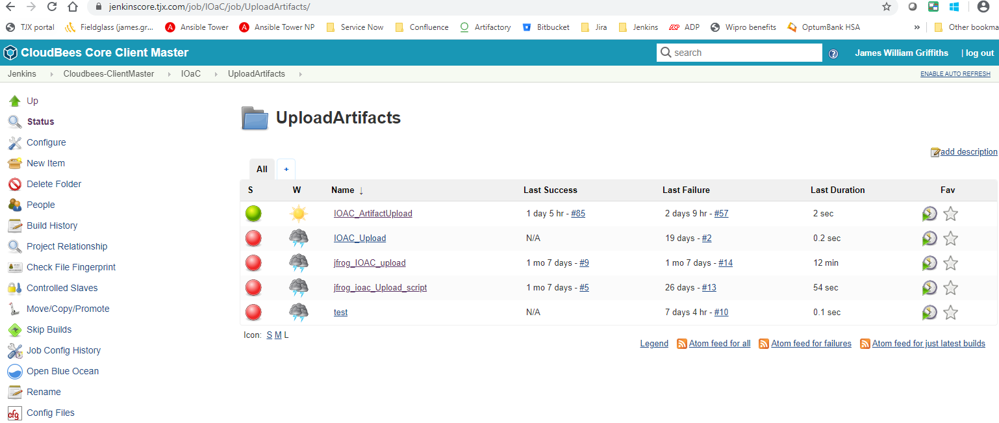 jenkinscore.tjx.com/job/IOaC/job/UploadArtifacts/
TJX portal Fieldglass (james.gr... Ansible Tower Ansible Tower NP Service Now Confluence Artifactory Bitbucket Jira Jenkins ADP Wipro benefits OptumBank HSA » Other bookma
CloudBees Core Client Master search James William Griffiths | log out
Jenkins Cloudbees-ClientMaster IOaC UploadArtifacts ENABLE AUTO REFRESH
Up
Status
Configure
New Item
Delete Folder
People
Build History
Project Relationship
Check File Fingerprint
Controlled Slaves
Move/Copy/Promote
Skip Builds
Job Config History
Open Blue Ocean
Rename
cfg Config Files
UploadArtifacts
add description
All +
S W Name ↓ Last Success Last Failure Last Duration Fav
IOAC_ArtifactUpload 1 day 5 hr - #85 2 days 9 hr - #57 2 sec
IOAC_Upload N/A 19 days - #2 0.2 sec
jfrog_IOAC_upload 1 mo 7 days - #9 1 mo 7 days - #14 12 min
jfrog_ioac_Upload_script 1 mo 7 days - #5 26 days - #13 54 sec
test N/A 7 days 4 hr - #10 0.1 sec
Icon: S M L
Legend Atom feed for all Atom feed for failures Atom feed for just latest builds